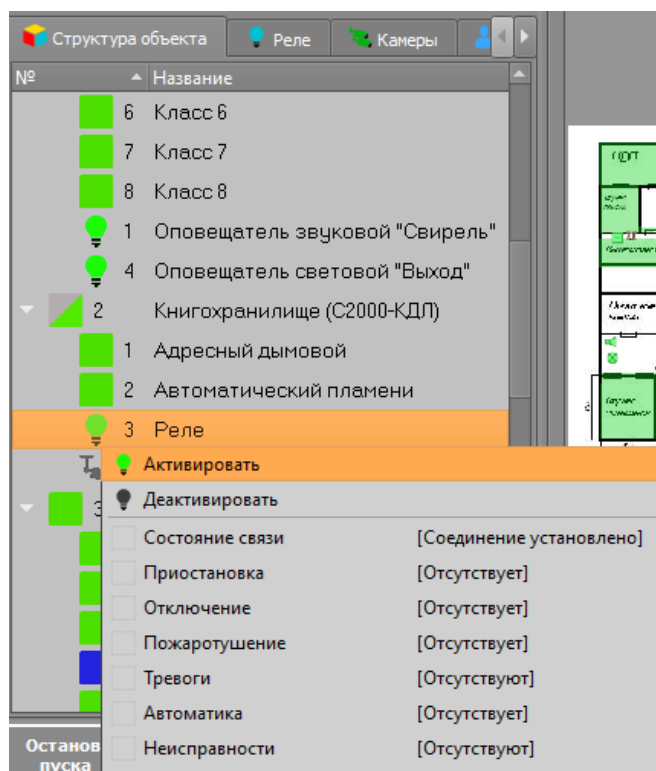 Структура объекта
Реле
Камеры
№
Название
6 Класс 6
7 Класс 7
8 Класс 8
1 Оповещатель звуковой "Свирель"
4 Оповещатель световой "Выход"
2 Книгохранилище (С2000-КДЛ)
1 Адресный дымовой
2 Автоматический пламени
3 Реле
Активировать
Деактивировать
Состояние связи [Соединение установлено]
Приостановка [Отсутствует]
Отключение [Отсутствует]
Пожаротушение [Отсутствует]
Тревоги [Отсутствуют]
Автоматика [Отсутствует]
Неисправности [Отсутствуют]
Останов
пуска